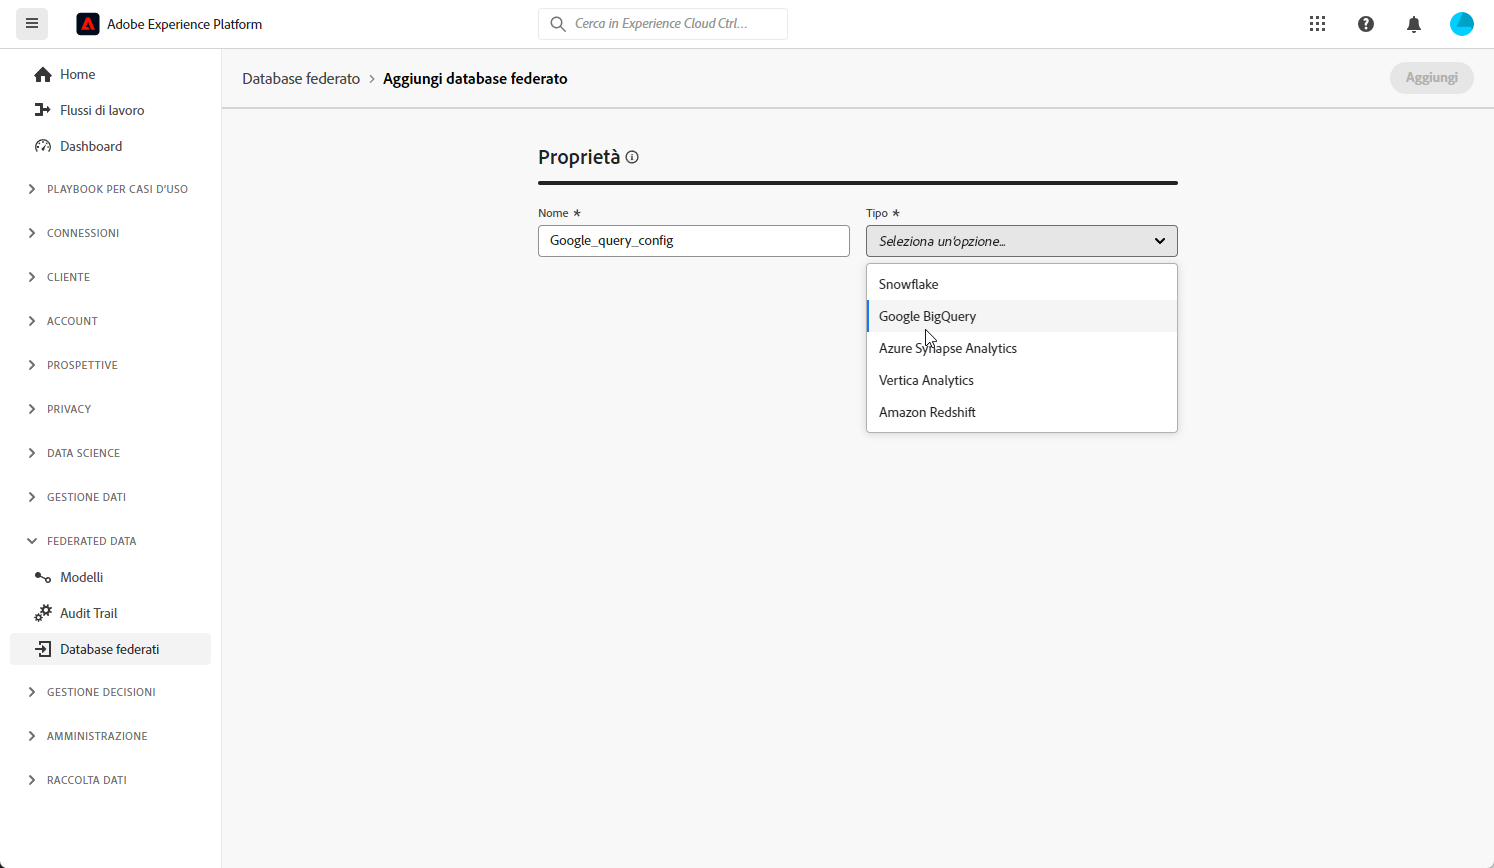 Adobe Experience Platform
Cerca in Experience Cloud Ctrl...
Home
Flussi di lavoro
Dashboard
PLAYBOOK PER CASI D'USO
CONNESSIONI
CLIENTE
ACCOUNT
PROSPETTIVE
PRIVACY
DATA SCIENCE
GESTIONE DATI
FEDERATED DATA
Modelli
Audit Trail
Database federati
GESTIONE DECISIONI
AMMINISTRAZIONE
RACCOLTA DATI
Database federato > Aggiungi database federato
Aggiungi
Proprietà
Nome *
Google_query_config
Tipo *
Seleziona un'opzione...
Snowflake
Google BigQuery
Azure Synapse Analytics
Vertica Analytics
Amazon Redshift